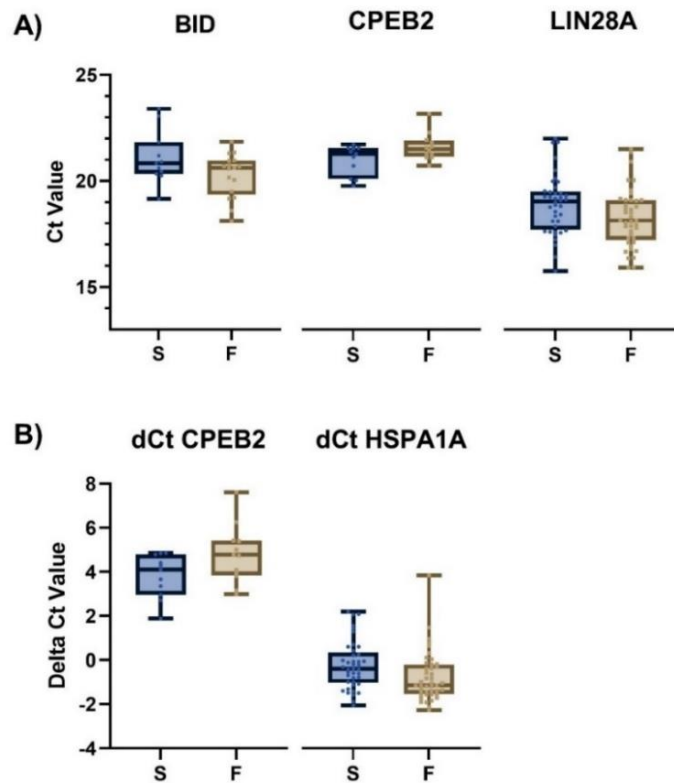 A)
BID CPEB2 LIN28A
25
20
15
Ct Value
S F S F S F
B)
dCt CPEB2 dCt HSPA1A
8
6
4
2
0
-2
-4
Delta Ct Value
S F S F